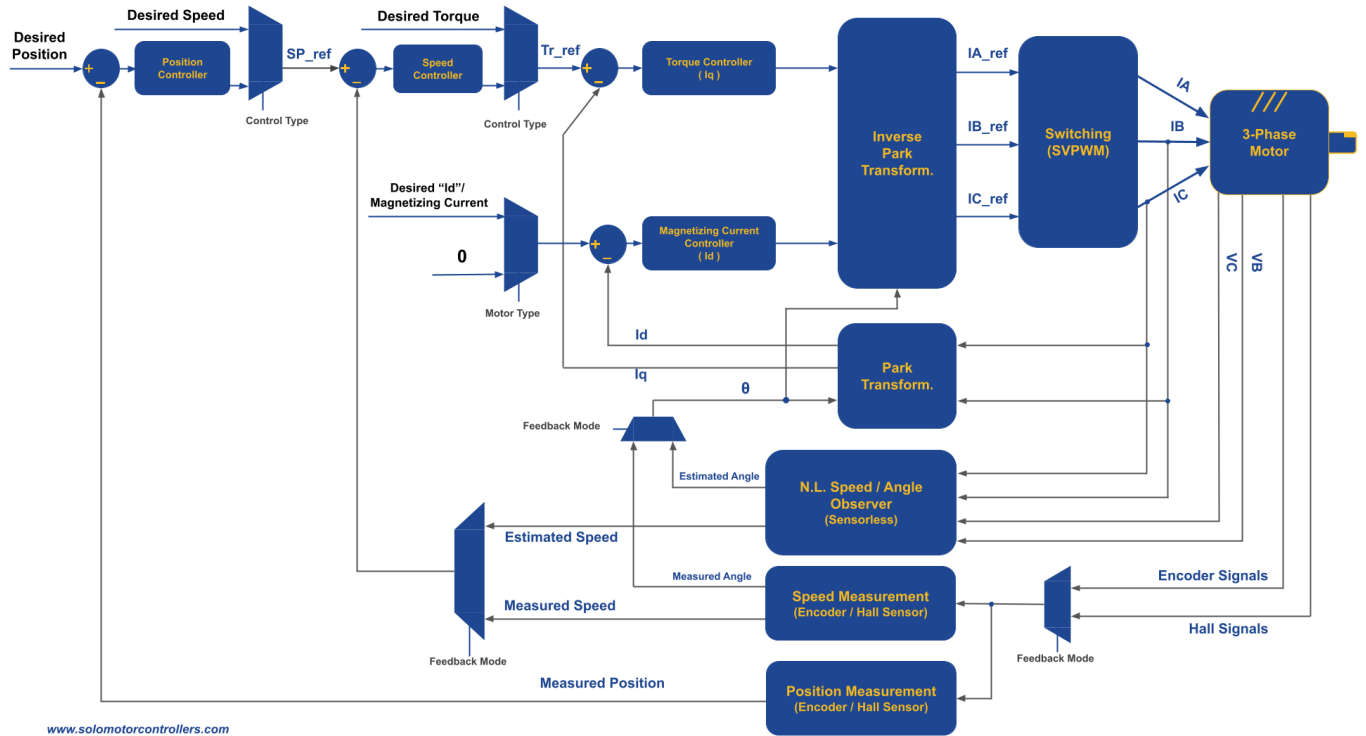 Desired Speed
Desired
Position
+
−
Position
Controller
SP_ref
Control Type
Desired Torque
+
−
Speed
Controller
Tr_ref
Control Type
+
−
Torque Controller
( Iq )
Desired “Id”/
Magnetizing Current
0
Motor Type
+
−
Magnetizing Current
Controller
( Id )
Inverse
Park
Transform.
IA_ref
IB_ref
IC_ref
Switching
(SVPWM)
IA
IB
IC
3-Phase
Motor
VC
VB
Id
Iq
θ
Park
Transform.
Feedback Mode
Estimated Angle
N.L. Speed / Angle
Observer
(Sensorless)
Estimated Speed
Measured Angle
Speed Measurement
(Encoder / Hall Sensor)
Measured Speed
Feedback Mode
Encoder Signals
Hall Signals
Feedback Mode
Measured Position
Position Measurement
(Encoder / Hall Sensor)
www.solomotorcontrollers.com